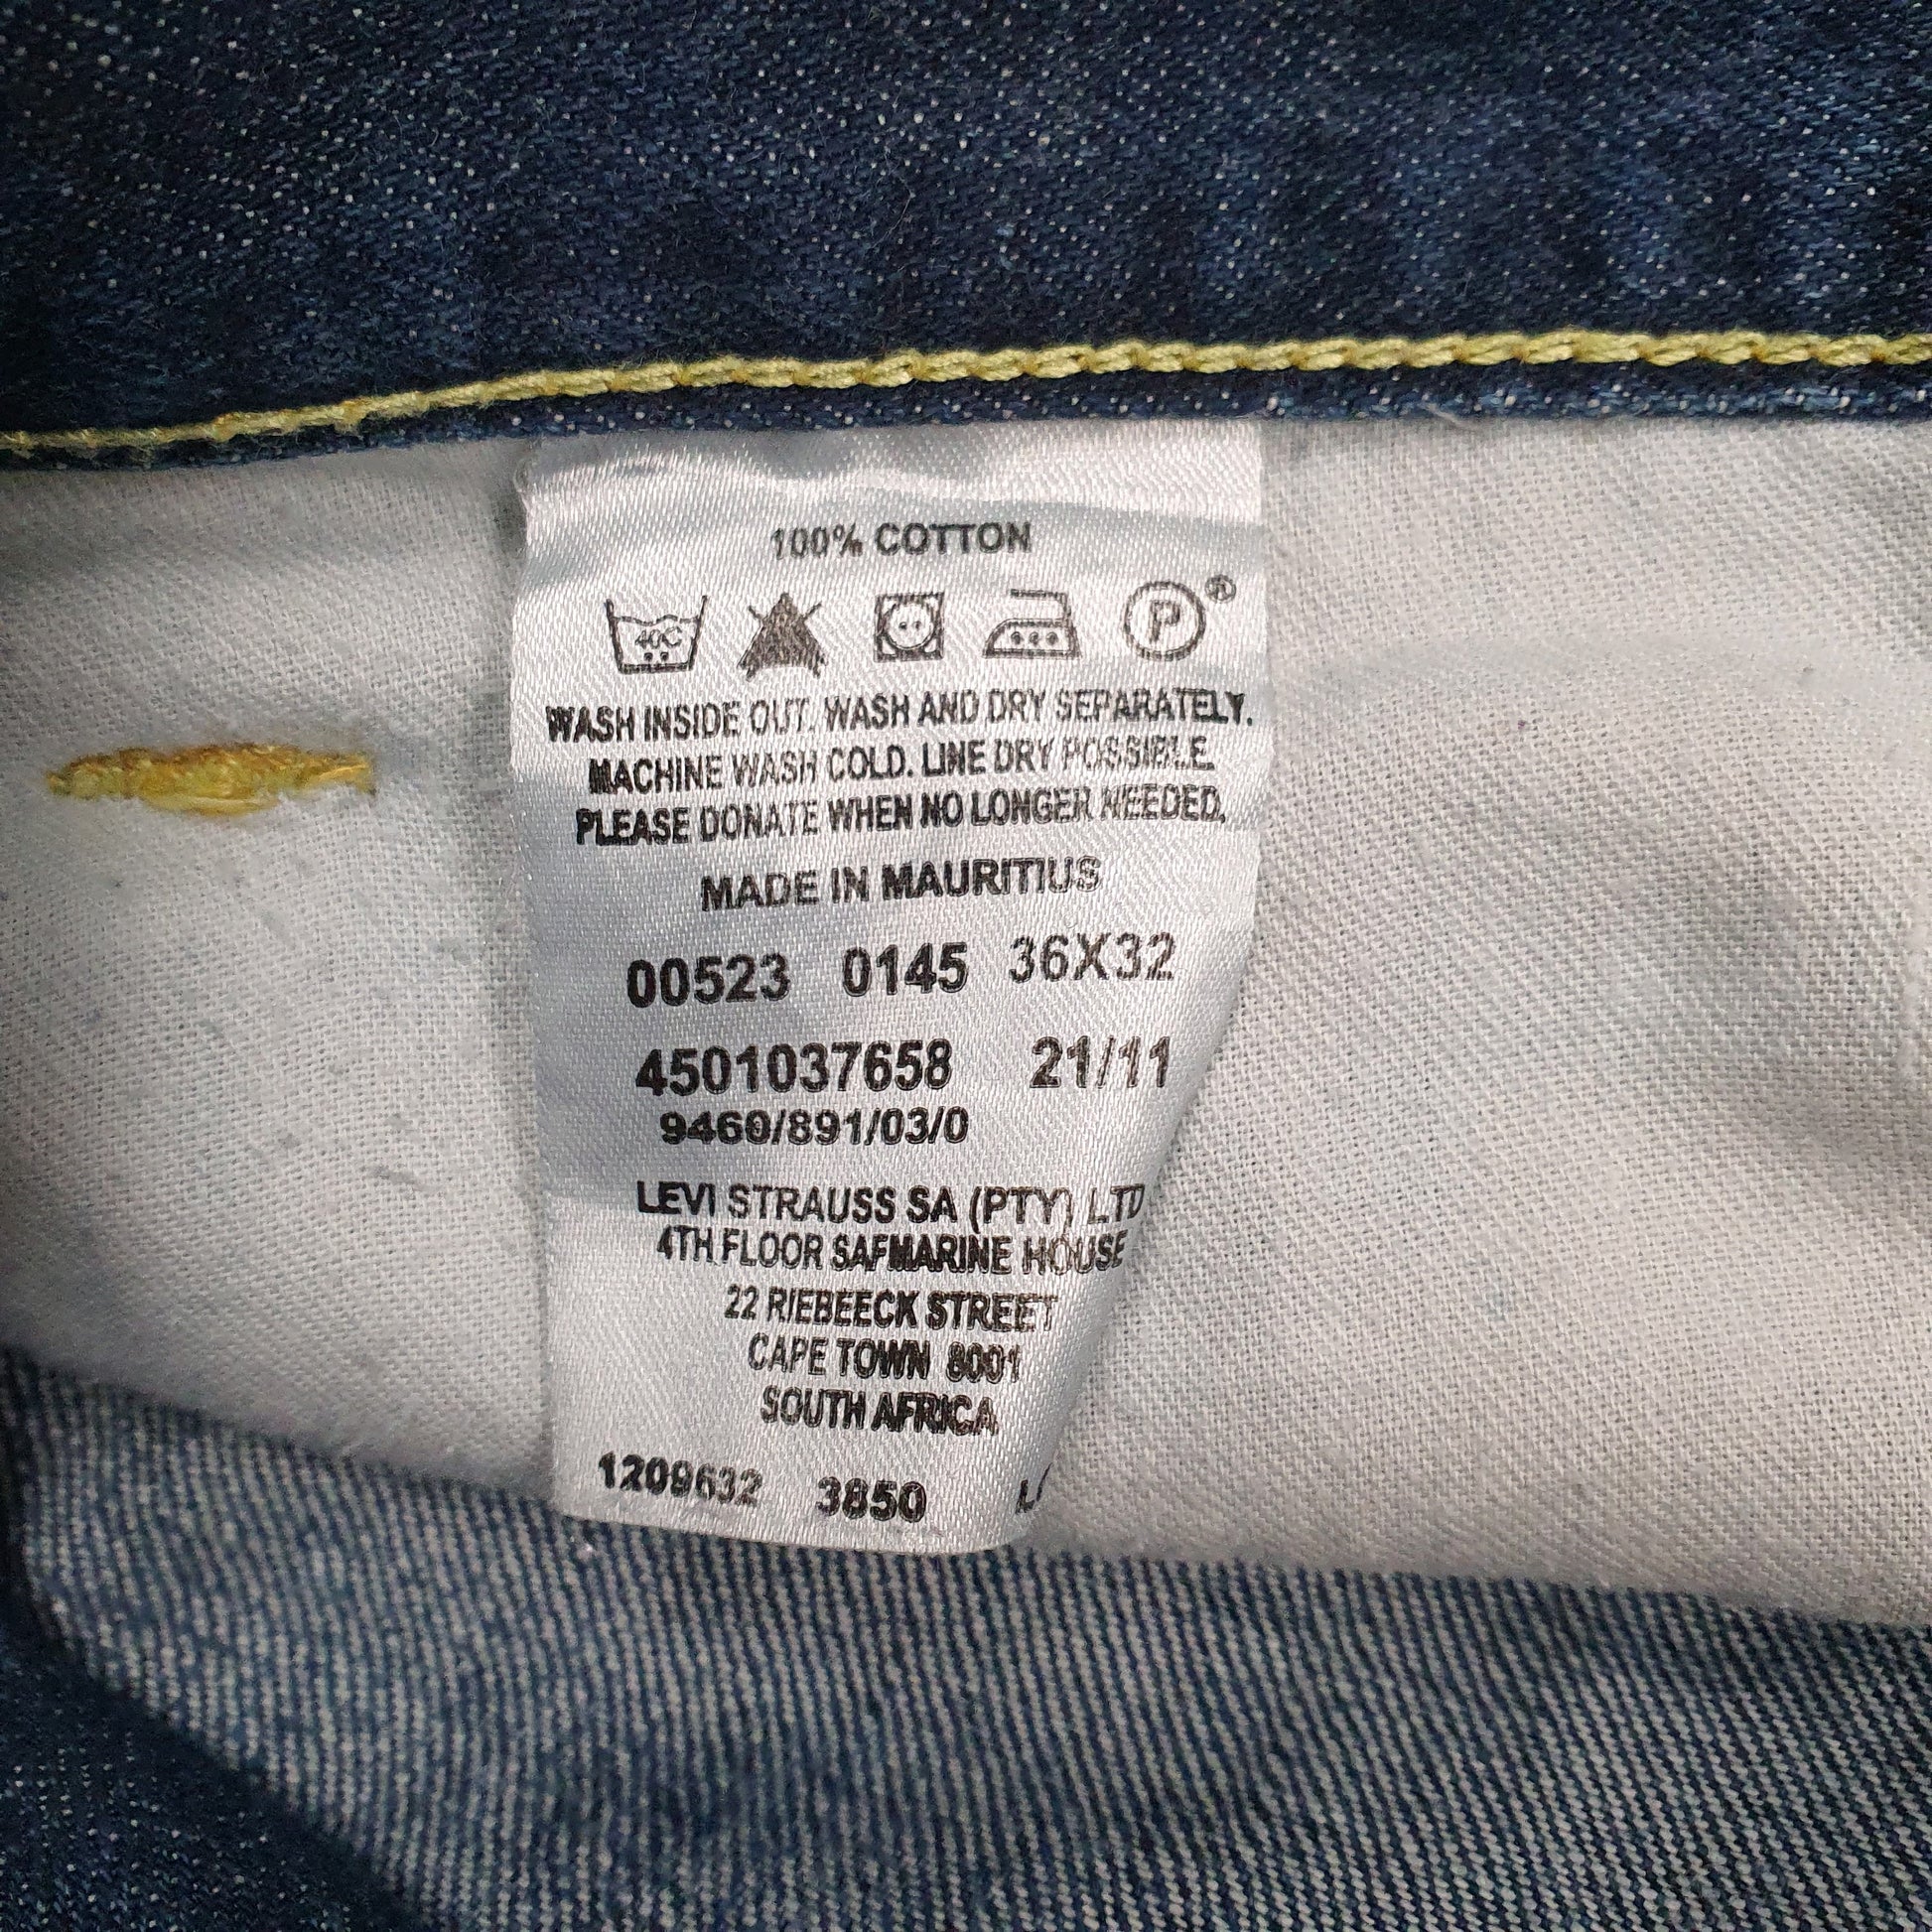 100% COTTON
40C
P®
WASH INSIDE OUT. WASH AND DRY SEPARATELY.
MACHINE WASH COLD. LINE DRY POSSIBLE.
PLEASE DONATE WHEN NO LONGER NEEDED.
MADE IN MAURITIUS
00523 0145 36X32
4501037658 21/11
9460/891/03/0
LEVI STRAUSS SA (PTY) LTD
4TH FLOOR SAFMARINE HOUSE
22 RIEBEECK STREET
CAPE TOWN 8001
SOUTH AFRICA
1209632 3850